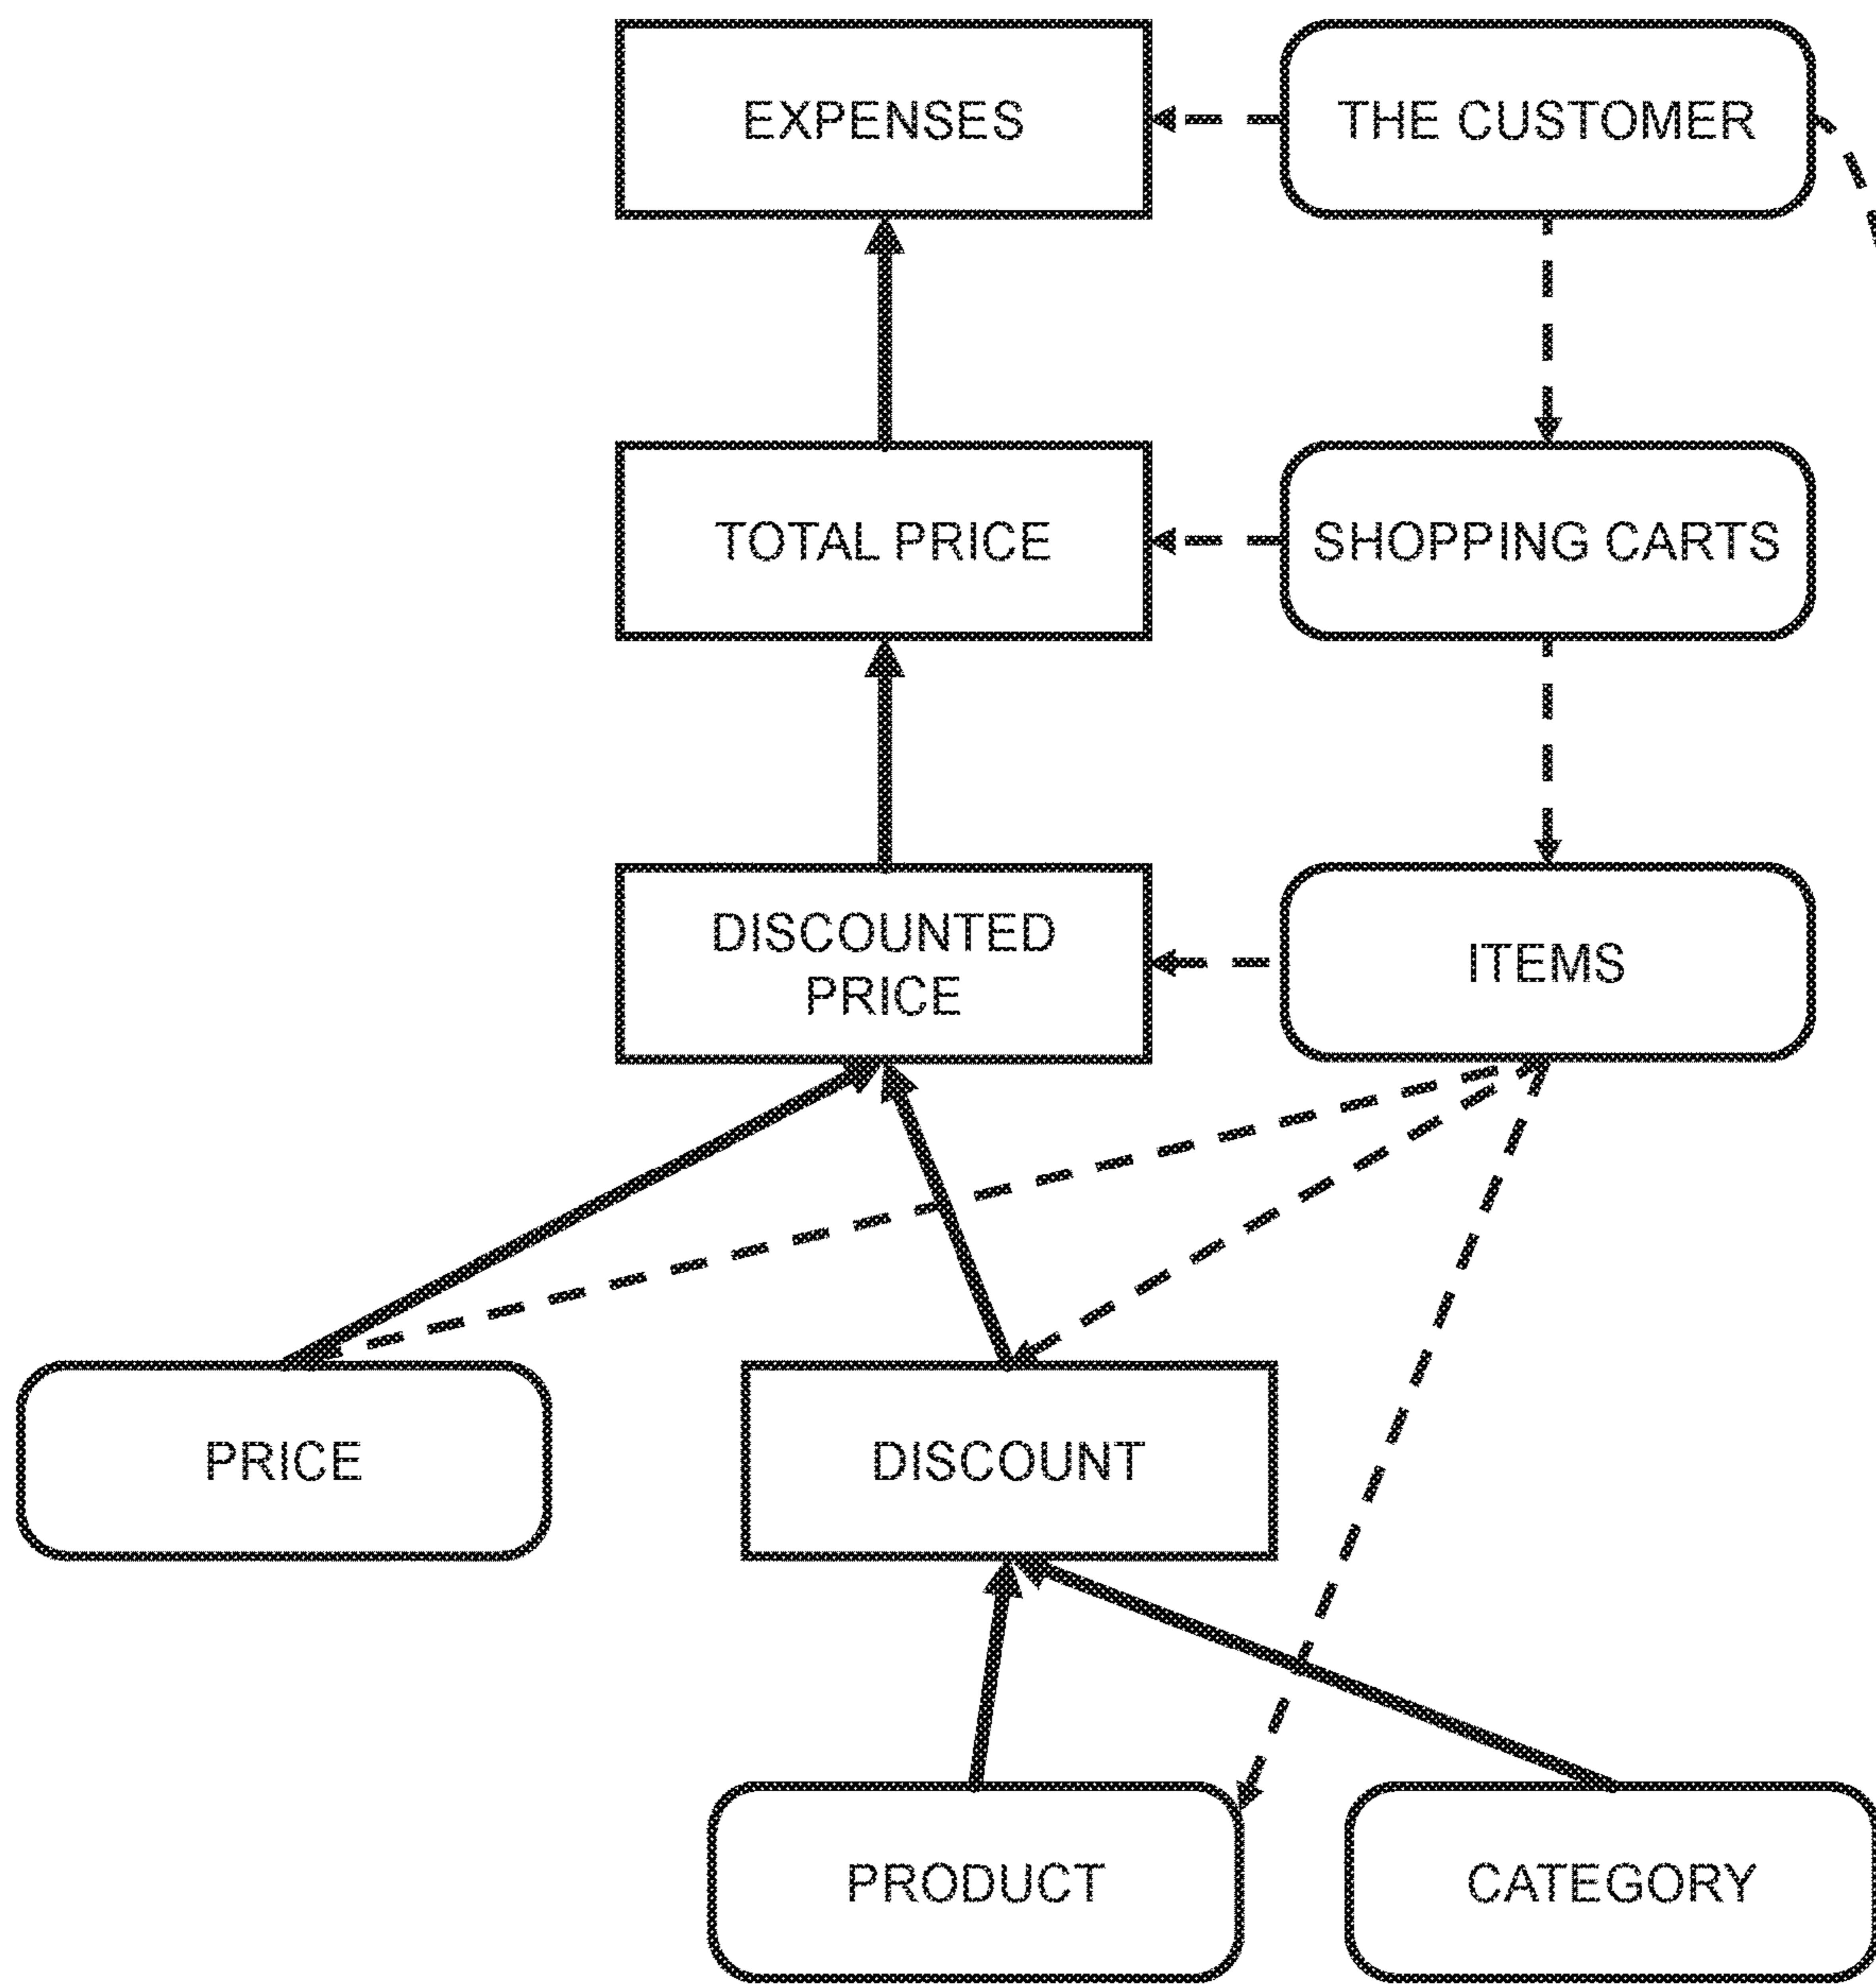 EXPENSES
THE CUSTOMER
TOTAL PRICE
SHOPPING CARTS
DISCOUNTED
PRICE
ITEMS
PRICE
DISCOUNT
PRODUCT
CATEGORY